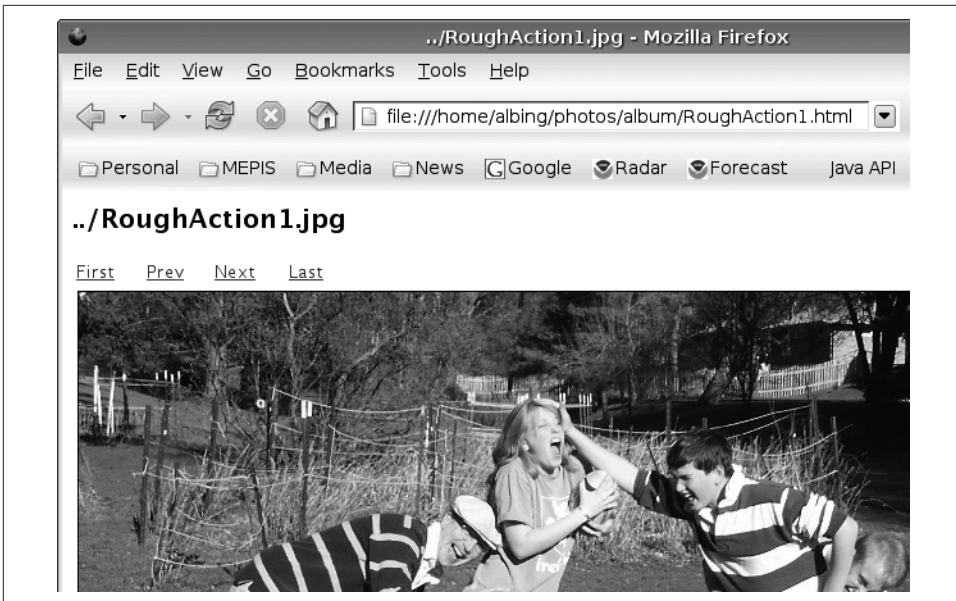 ../RoughAction1.jpg - Mozilla Firefox
File Edit View Go Bookmarks Tools Help
file:///home/albing/photos/album/RoughAction1.html
Personal MEPIS Media News Google Radar Forecast Java API
../RoughAction1.jpg
First Prev Next Last